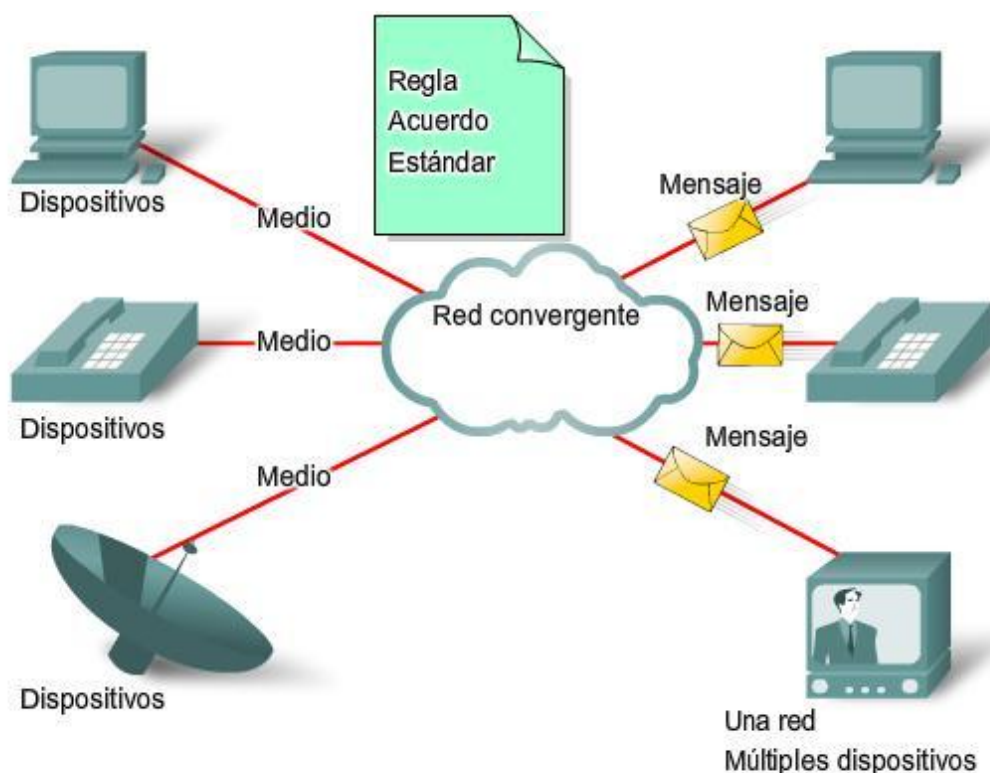 Regla
Acuerdo
Estándar
Mensaje
Dispositivos
Medio
Red convergente
Medio
Mensaje
Dispositivos
Mensaje
Medio
Dispositivos
Una red
Múltiples dispositivos